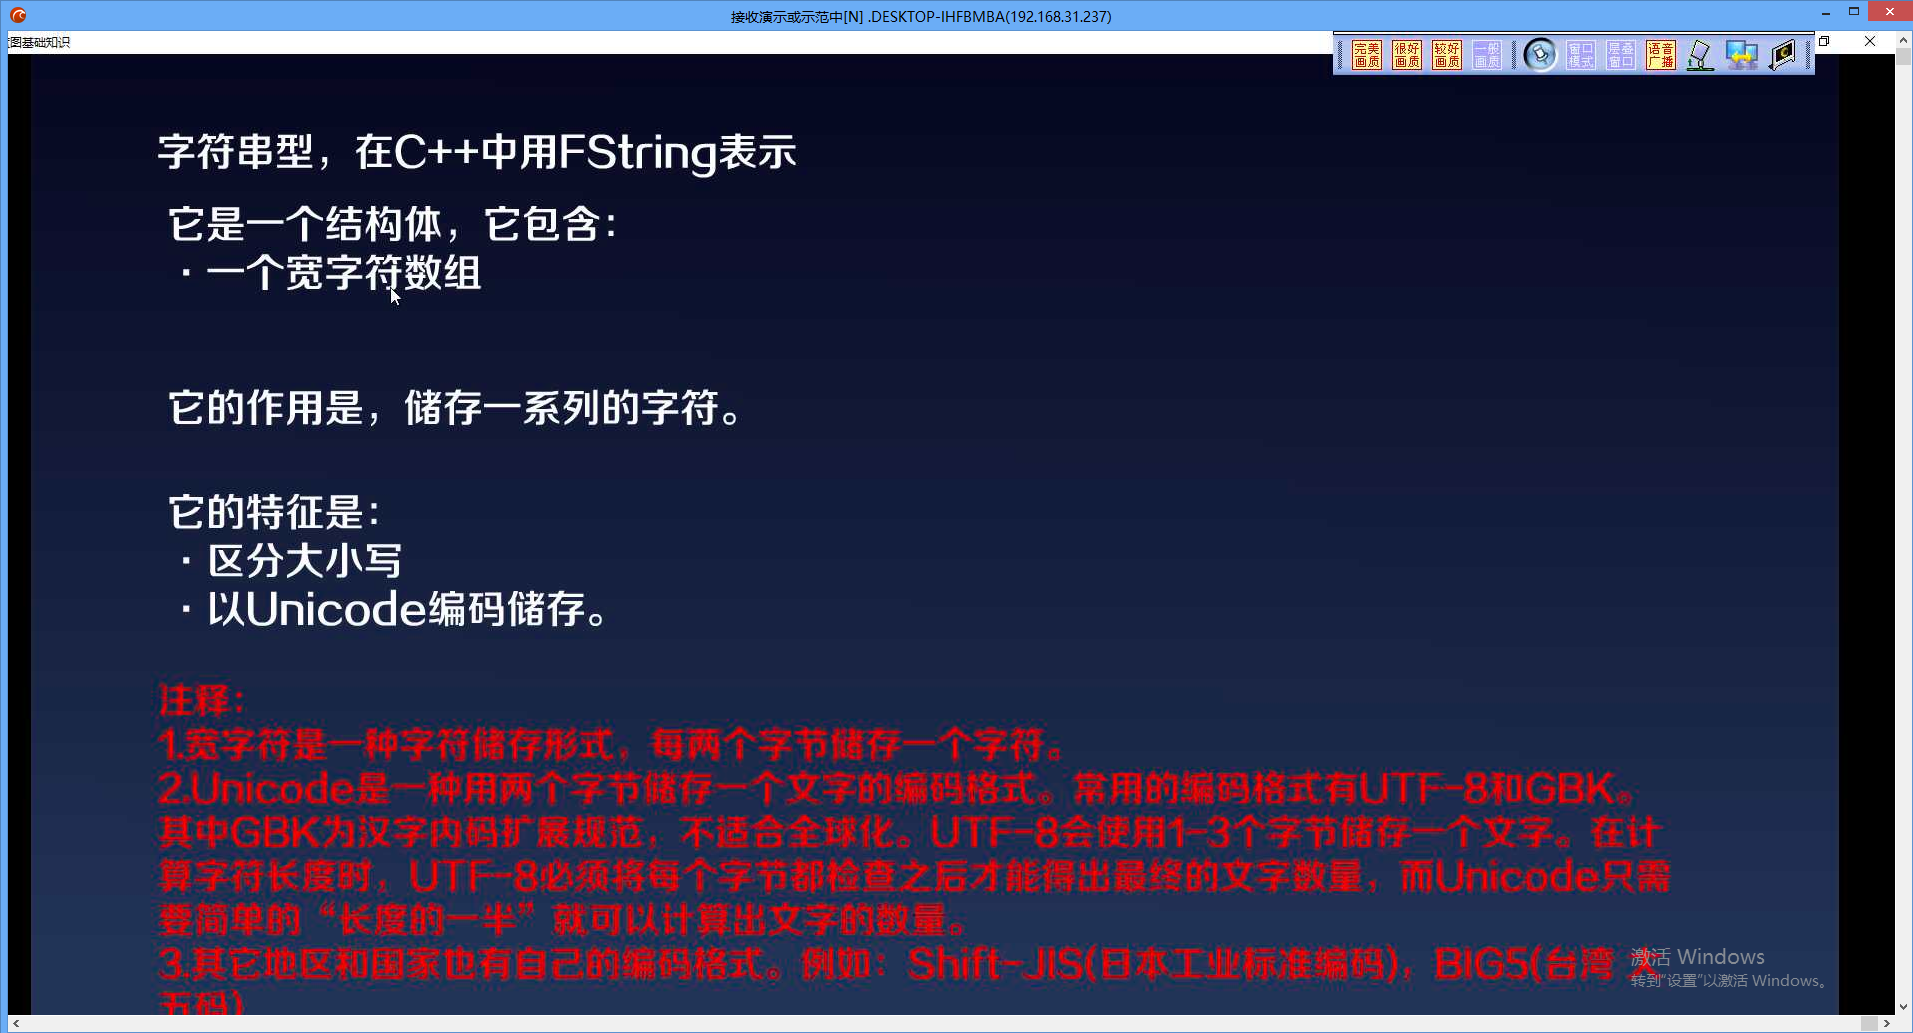 接收演示或示范中[N] .DESKTOP-IHFBMBA(192.168.31.237)
图基础知识
完美画质 很好画质 较好画质 一般画质 窗口模式 层叠窗口 语音广播
字符串型，在C++中用FString表示
它是一个结构体，它包含：
·一个宽字符数组
它的作用是，储存一系列的字符。
它的特征是：
·区分大小写
·以Unicode编码储存。
注释：
1.宽字符是一种字符储存形式，每两个字节储存一个字符。
2.Unicode是一种用两个字节储存一个文字的编码格式。常用的编码格式有UTF-8和GBK。
其中GBK为汉字内码扩展规范，不适合全球化。UTF-8会使用1-3个字节储存一个文字。在计
算字符长度时，UTF-8必须将每个字节都检查之后才能得出最终的文字数量，而Unicode只需
要简单的“长度的一半”就可以计算出文字的数量。
3.其它地区和国家也有自己的编码格式。例如：Shift-JIS(日本工业标准编码)，BIG5(台湾 大
五码)
激活 Windows
转到“设置”以激活 Windows。